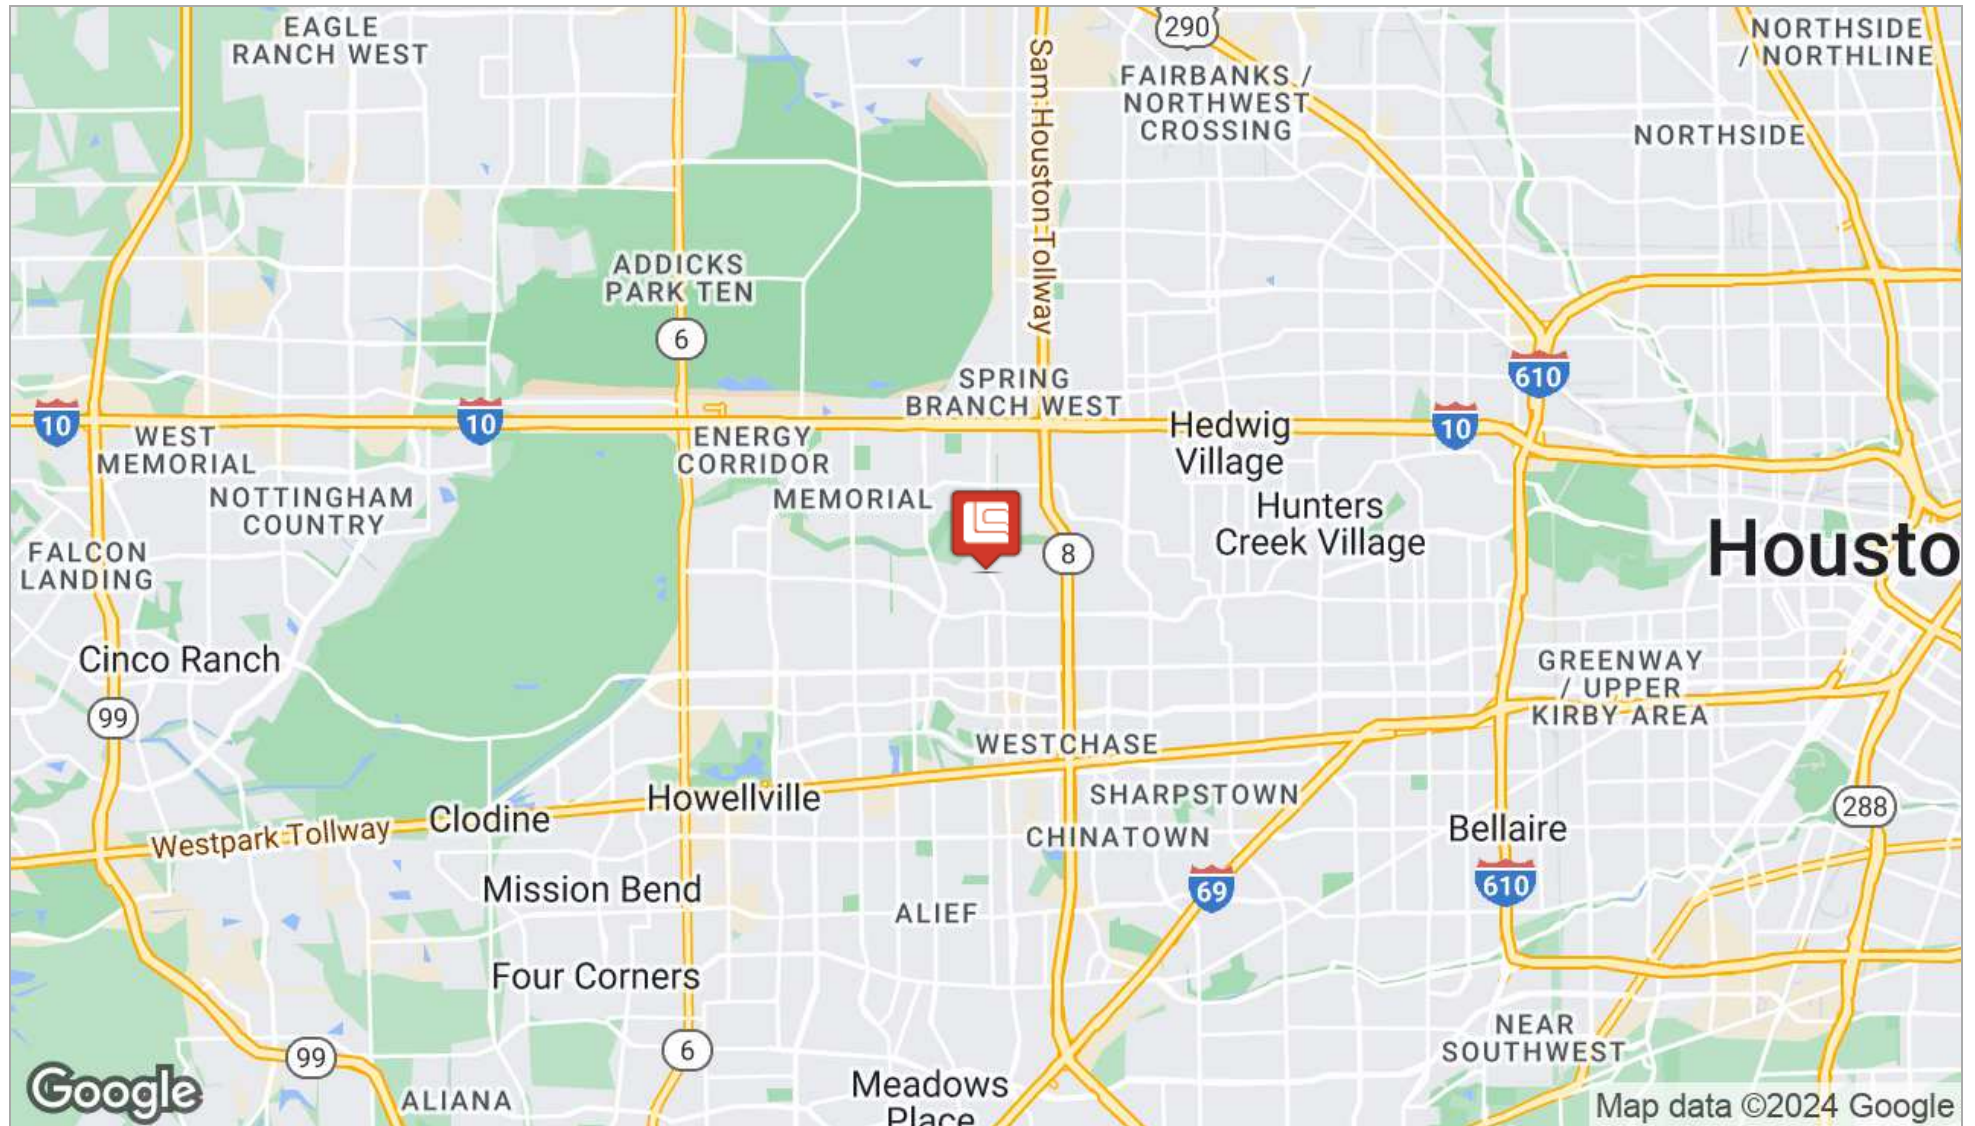 EAGLE
RANCH WEST
290
NORTHSIDE
/ NORTHLINE
Sam Houston Tollway
FAIRBANKS /
NORTHWEST
CROSSING
NORTHSIDE
ADDICKS
PARK TEN
6
610
SPRING
BRANCH WEST
10
10
10
Hedwig
Village
WEST
MEMORIAL
ENERGY
CORRIDOR
NOTTINGHAM
COUNTRY
MEMORIAL
Hunters
Creek Village
8
Housto
FALCON
LANDING
Cinco Ranch
GREENWAY
/ UPPER
KIRBY AREA
99
WESTCHASE
Howellville
SHARPSTOWN
288
Clodine
Westpark Tollway
CHINATOWN
Bellaire
Mission Bend
69
610
ALIEF
Four Corners
NEAR
SOUTHWEST
99
6
Google
ALIANA
Meadows
Place
Map data ©2024 Google